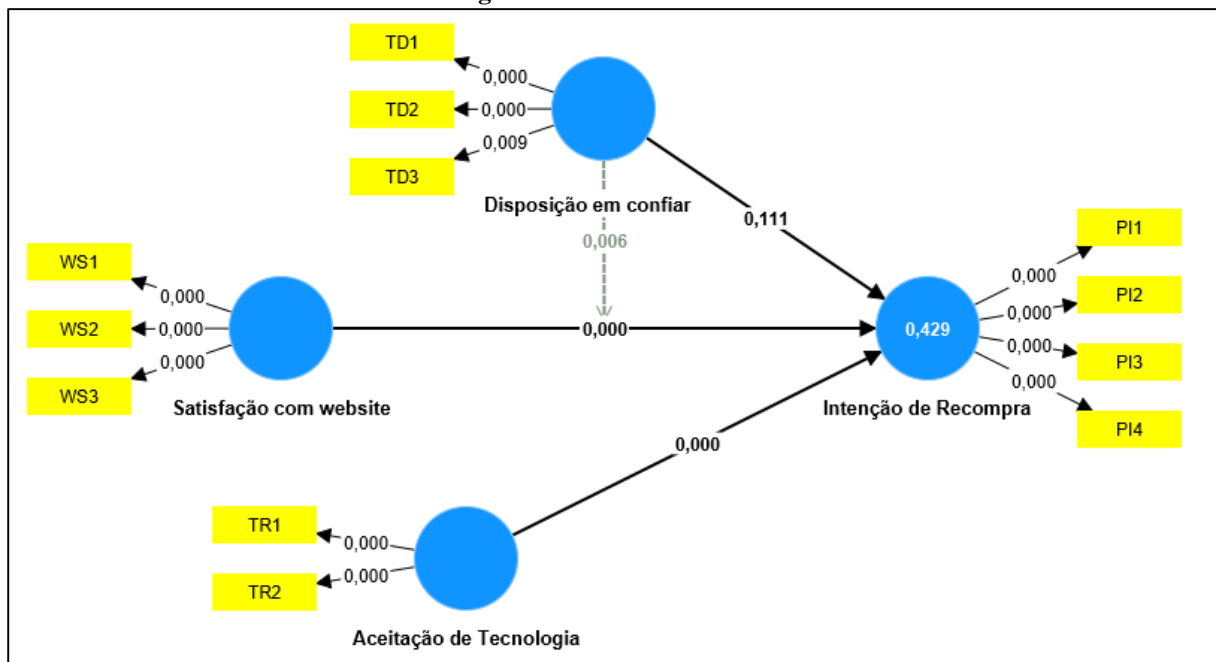 g
TD1
0,000
TD2
0,000
TD3
0,009
Disposição em confiar
0,111
0,006
WS1
0,000
WS2
0,000
WS3
0,000
Satisfação com website
0,000
PI1
0,000
PI2
0,000
0,429
PI3
0,000
PI4
0,000
Intenção de Recompra
0,000
TR1
0,000
TR2
0,000
Aceitação de Tecnologia